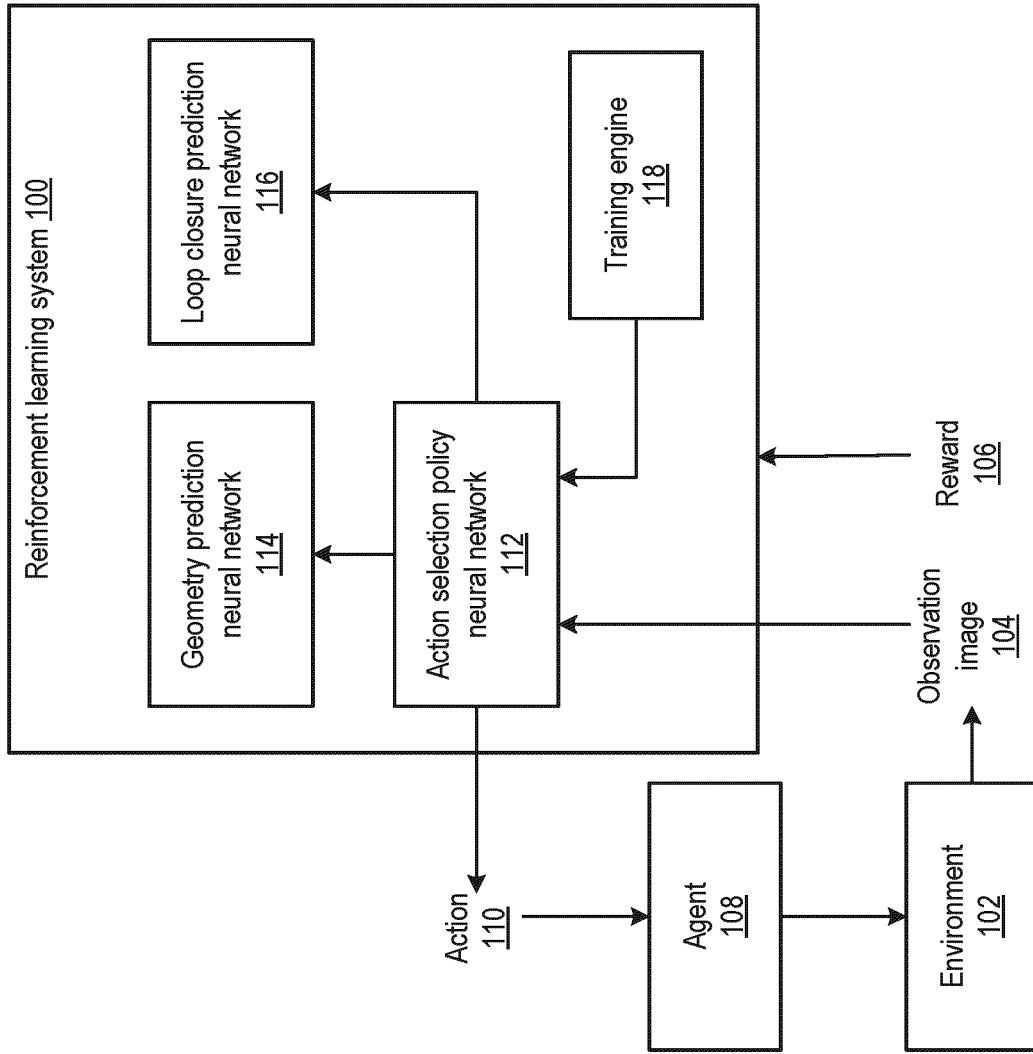 Reinforcement learning system 100
Geometry prediction
neural network
114
Loop closure prediction
neural network
116
Action selection policy
neural network
112
Training engine
118
Action
110
Agent
108
Environment
102
Observation
image
104
Reward
106